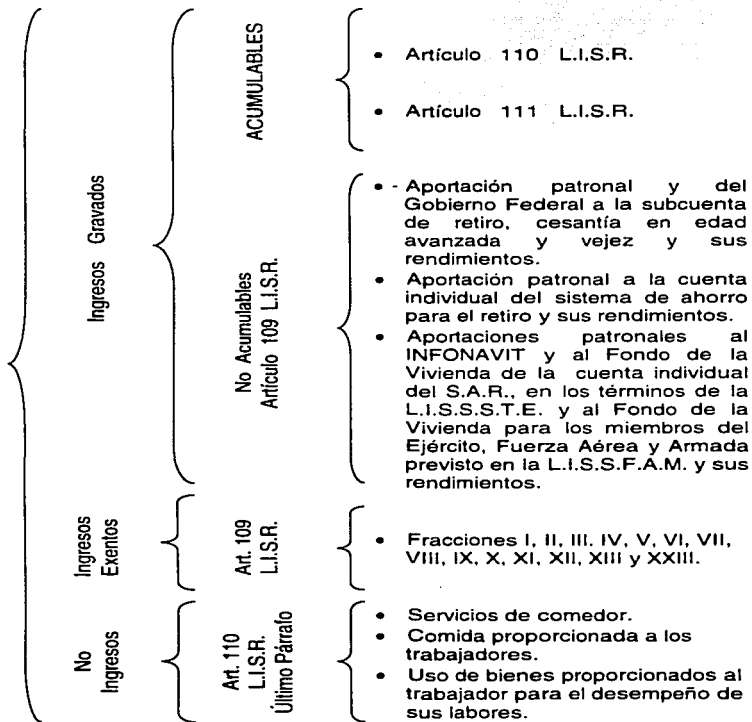 Ingresos Gravados
ACUMULABLES
• Artículo 110 L.I.S.R.
• Artículo 111 L.I.S.R.
No Acumulables
Artículo 109 L.I.S.R.
• - Aportación patronal y del
Gobierno Federal a la subcuenta
de retiro, cesantía en edad
avanzada y vejez y sus
rendimientos.
• Aportación patronal a la cuenta
individual del sistema de ahorro
para el retiro y sus rendimientos.
• Aportaciones patronales al
INFONAVIT y al Fondo de la
Vivienda de la cuenta individual
del S.A.R., en los términos de la
L.I.S.S.S.T.E. y al Fondo de la
Vivienda para los miembros del
Ejército, Fuerza Aérea y Armada
previsto en la L.I.S.S.F.A.M. y sus
rendimientos.
Ingresos
Exentos
Art. 109
L.I.S.R.
• Fracciones I, II, III. IV, V, VI, VII,
VIII, IX, X, XI, XII, XIII y XXIII.
No
Ingresos
Art. 110
L.I.S.R.
Último Párrafo
• Servicios de comedor.
• Comida proporcionada a los
trabajadores.
• Uso de bienes proporcionados al
trabajador para el desempeño de
sus labores.